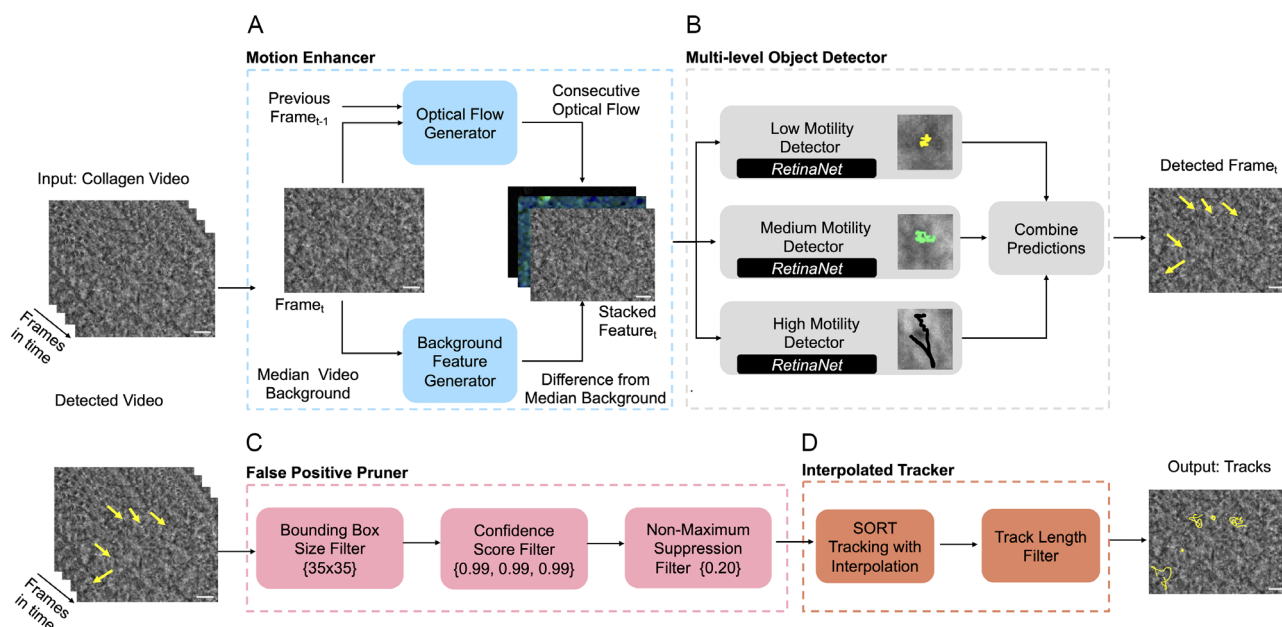 A
B
Motion Enhancer
Multi-level Object Detector
Input: Collagen Video
Frames
in time
Previous
Frame_t-1
Optical Flow
Generator
Consecutive
Optical Flow
Frame_t
Median Video
Background
Background
Feature
Generator
Stacked
Feature_t
Difference from
Median Background
Low Motility
Detector
RetinaNet
Medium Motility
Detector
RetinaNet
High Motility
Detector
RetinaNet
Combine
Predictions
Detected Frame_t
Detected Video
Frames
in time
C
D
False Positive Pruner
Interpolated Tracker
Bounding Box
Size Filter
{35x35}
Confidence
Score Filter
{0.99, 0.99, 0.99}
Non-Maximum
Suppression
Filter {0.20}
SORT
Tracking with
Interpolation
Track Length
Filter
Output: Tracks